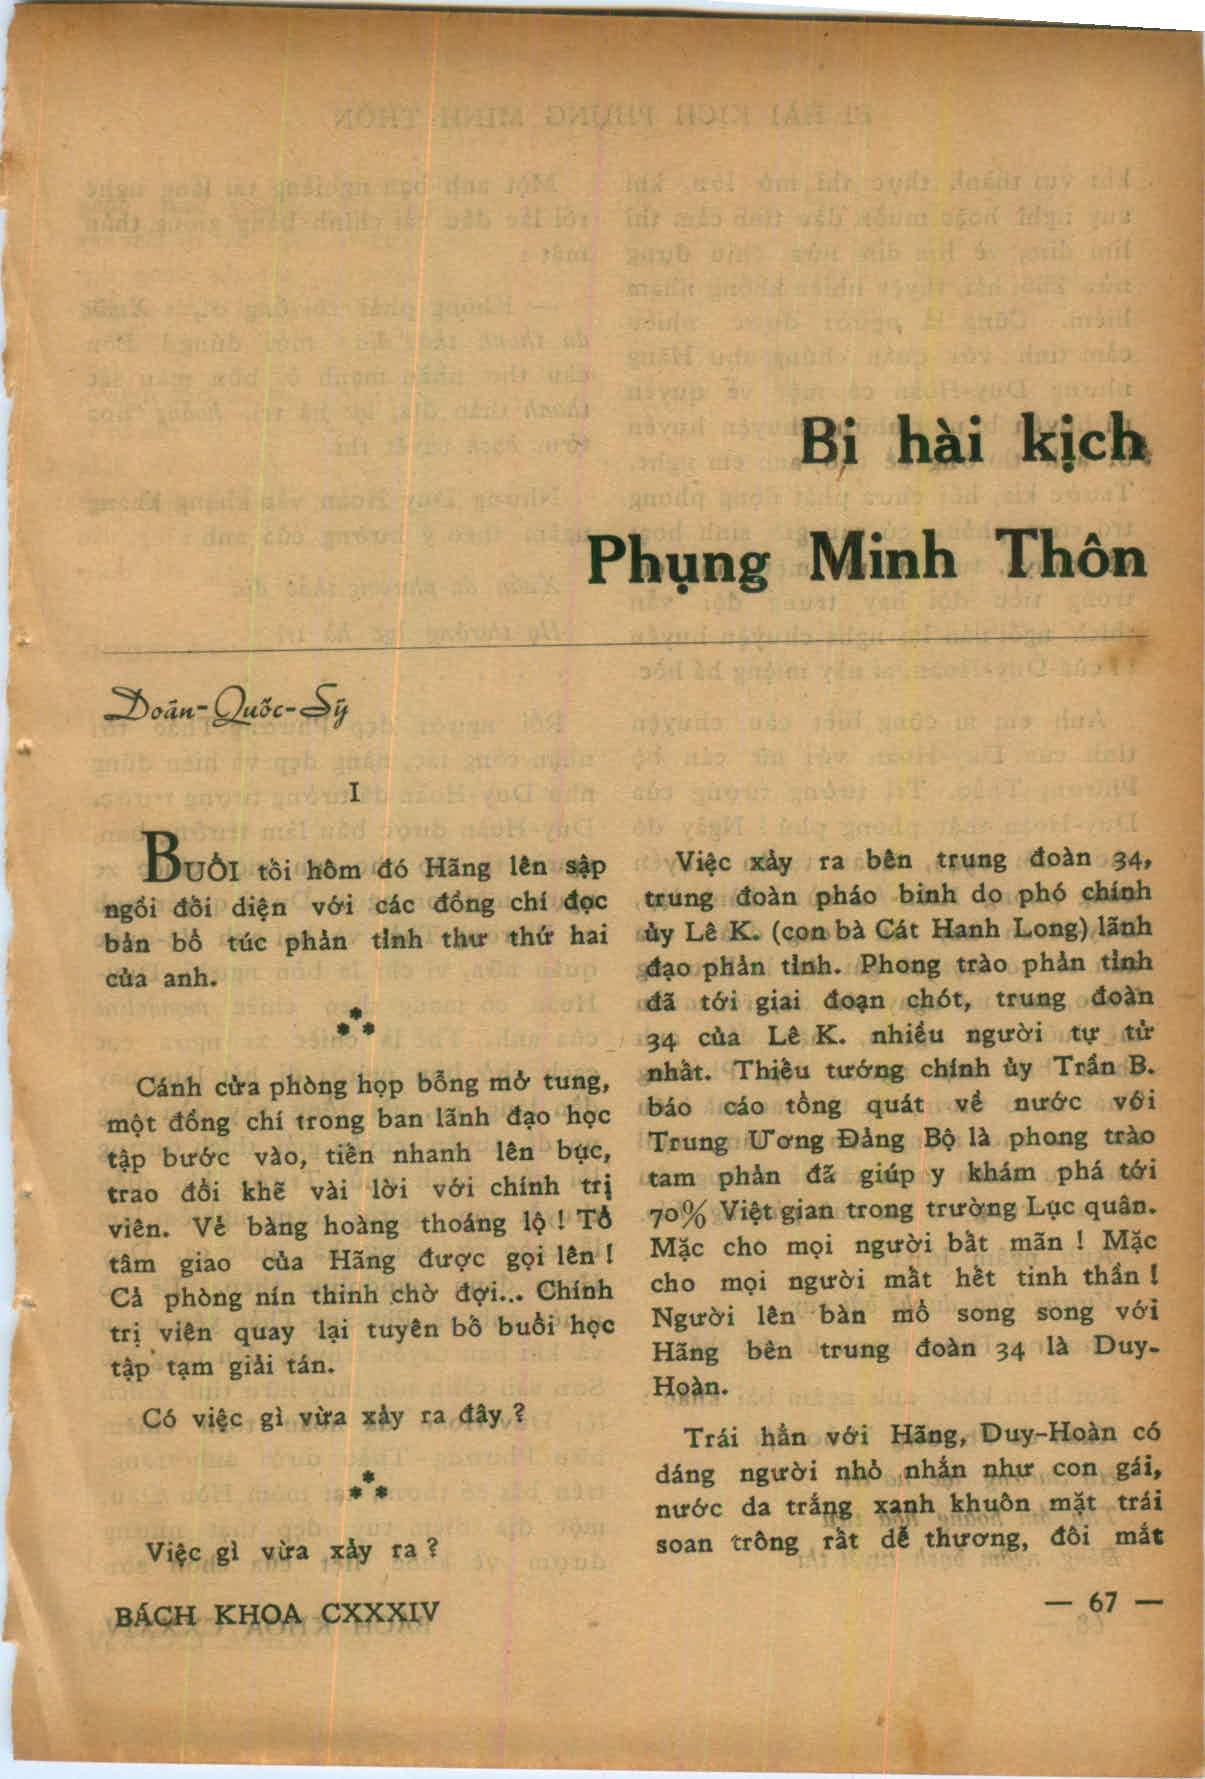 Bi hài kịch
Phụng Minh Thôn
Doãn-Quốc-Sỹ
I
BUỔI tối hôm đó Hãng lên sập
ngồi đối diện với các đồng chí đọc
bản bổ túc phản tỉnh thư thứ hai
của anh.
***
Cánh cửa phòng họp bỗng mở tung,
một đồng chí trong ban lãnh đạo học
tập bước vào, tiến nhanh lên bục,
trao đổi khẽ vài lời với chính trị
viên. Vẻ bàng hoàng thoáng lộ ! Tổ
tâm giao của Hãng được gọi lên !
Cả phòng nín thinh chờ đợi... Chính
trị viên quay lại tuyên bố buổi học
tập tạm giải tán.
Có việc gì vừa xảy ra đây ?
***
Việc gì vừa xảy ra ?
Việc xảy ra bên trung đoàn 34,
trung đoàn pháo binh do phó chính
ủy Lê K. (con bà Cát Hanh Long) lãnh
đạo phản tỉnh. Phong trào phản tỉnh
đã tới giai đoạn chót, trung đoàn
34 của Lê K. nhiều người tự tử
nhất. Thiếu tướng chính ủy Trần B.
báo cáo tổng quát về nước với
Trung Ương Đảng Bộ là phong trào
tam phản đã giúp y khám phá tới
70% Việt gian trong trường Lục quân.
Mặc cho mọi người bất mãn ! Mặc
cho mọi người mất hết tinh thần !
Người lên bàn mổ song song với
Hãng bên trung đoàn 34 là Duy-
Hoàn.
Trái hẳn với Hãng, Duy-Hoàn có
dáng người nhỏ nhắn như con gái,
nước da trắng xanh khuôn mặt trái
soan trông rất dễ thương, đôi mắt
BÁCH KHOA CXXXIV
— 67 —